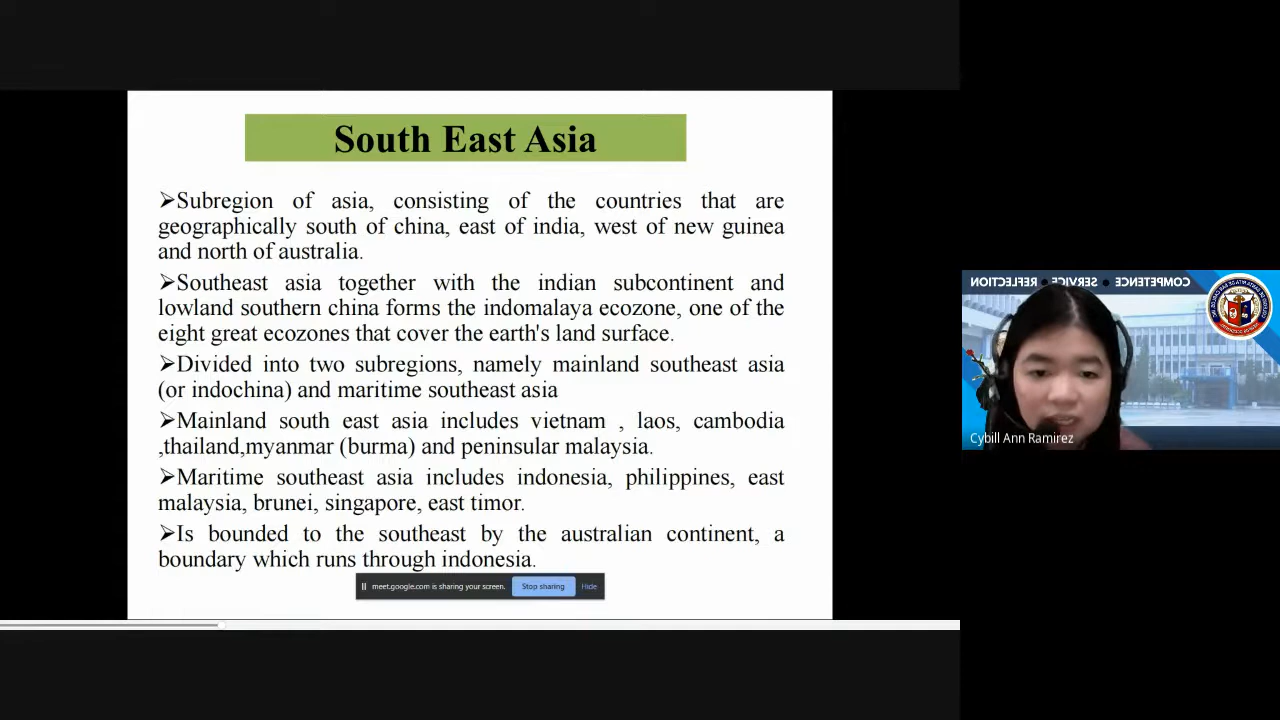 South East Asia
➢Subregion of asia, consisting of the countries that are
geographically south of china, east of india, west of new guinea
and north of australia.
➢Southeast asia together with the indian subcontinent and
lowland southern china forms the indomalaya ecozone, one of the
eight great ecozones that cover the earth's land surface.
➢Divided into two subregions, namely mainland southeast asia
(or indochina) and maritime southeast asia
➢Mainland south east asia includes vietnam , laos, cambodia
,thailand,myanmar (burma) and peninsular malaysia.
➢Maritime southeast asia includes indonesia, philippines, east
malaysia, brunei, singapore, east timor.
➢Is bounded to the southeast by the australian continent, a
boundary which runs through indonesia.
meet.google.com is sharing your screen. Stop sharing Hide
COMPETENCE • SERVICE • REFLECTION
Cybill Ann Ramirez